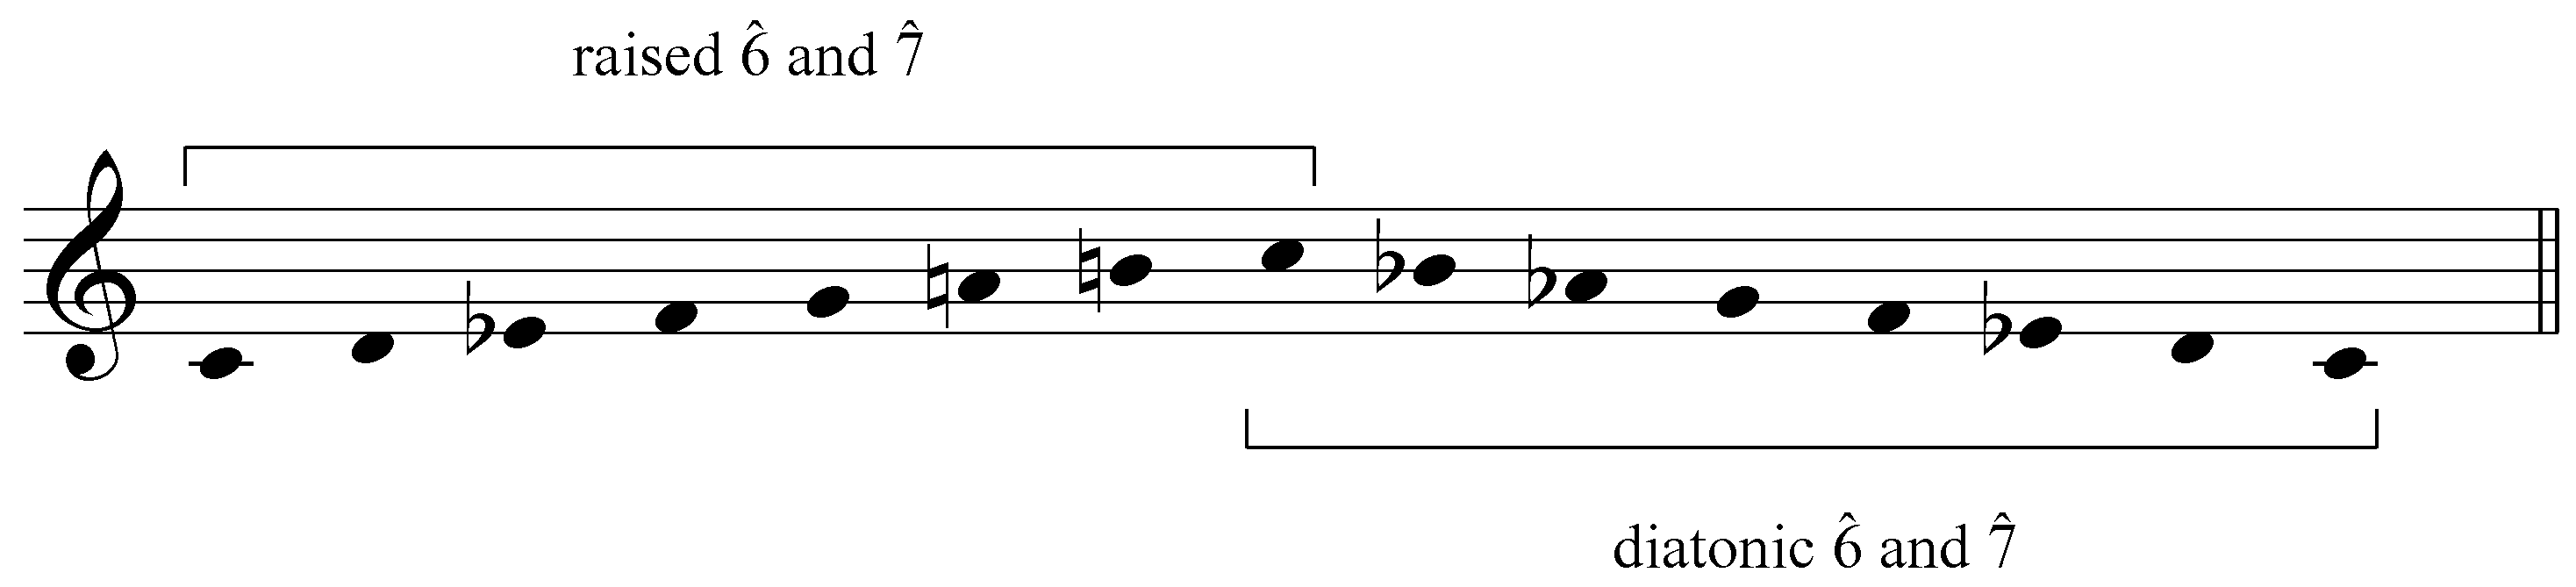 raised 6̂ and 7̂
diatonic 6̂ and 7̂